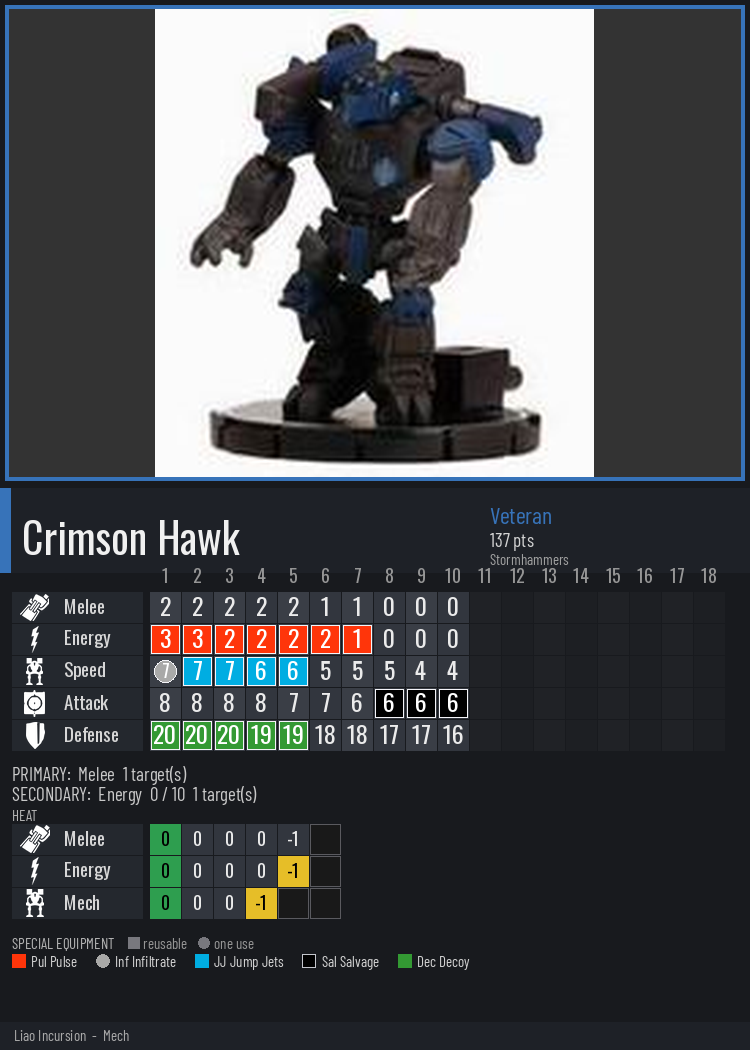 Crimson Hawk
Veteran
137 pts
Stormhammers
1 2 3 4 5 6 7 8 9 10 11 12 13 14 15 16 17 18
Melee 2 2 2 2 2 1 1 0 0 0
Energy 3 3 2 2 2 2 1 0 0 0
Speed 7 7 7 6 6 5 5 5 4 4
Attack 8 8 8 8 7 7 6 6 6 6
Defense 20 20 20 19 19 18 18 17 17 16
PRIMARY: Melee 1 target(s)
SECONDARY: Energy 0 / 10 1 target(s)
HEAT
Melee 0 0 0 0 -1
Energy 0 0 0 0 -1
Mech 0 0 0 -1
SPECIAL EQUIPMENT reusable one use
Pul Pulse Inf Infiltrate JJ Jump Jets Sal Salvage Dec Decoy
Liao Incursion - Mech